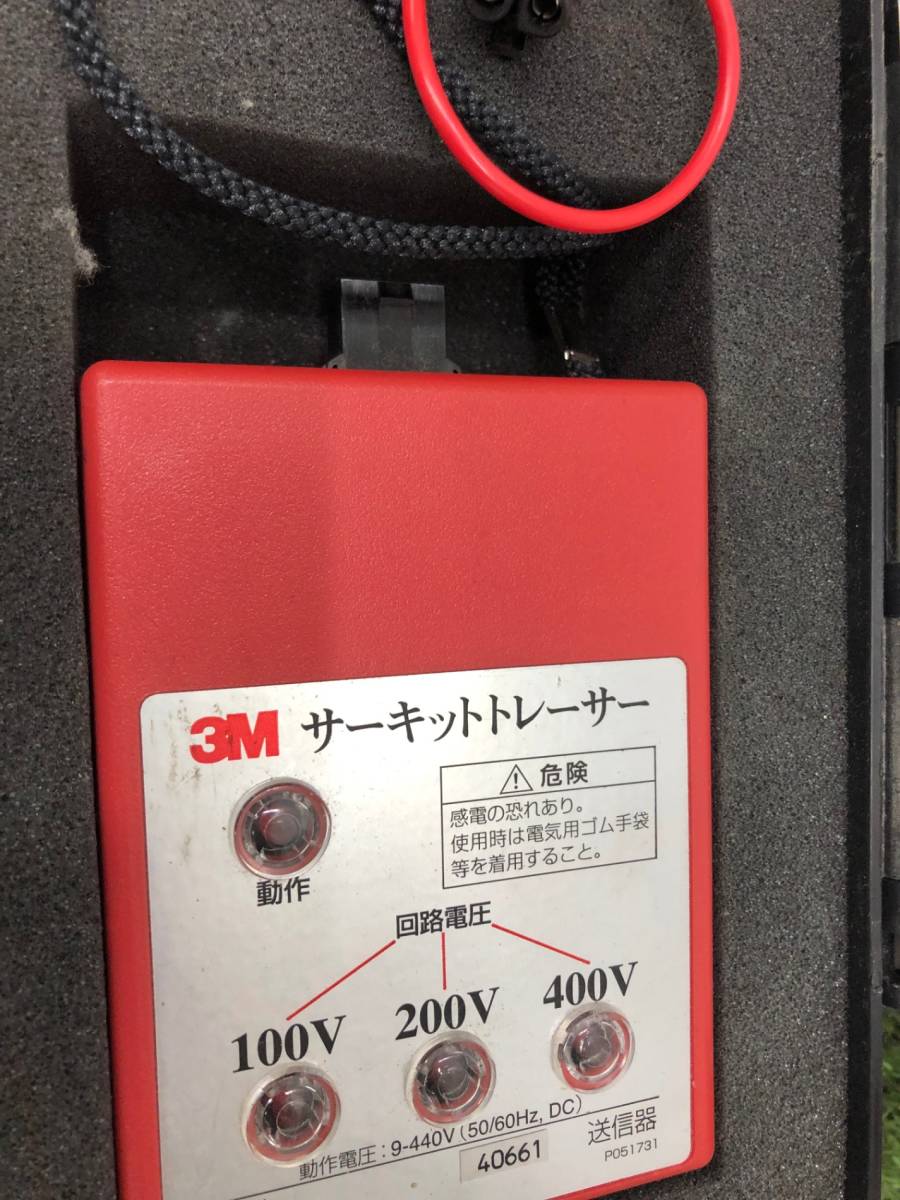 3M サーキットトレーサー
⚠ 危険
感電の恐れあり。
使用時は電気用ゴム手袋
等を着用すること。
動作
回路電圧
100V 200V 400V
動作電圧:9-440V(50/60Hz, DC)
送信器
40661
P051731